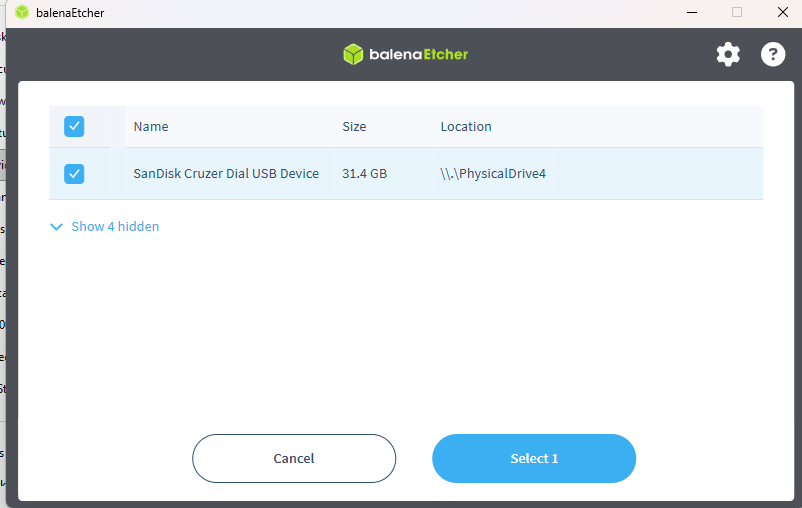 balenaEtcher
balenaEtcher
?
Name Size Location
SanDisk Cruzer Dial USB Device 31.4 GB \\.\PhysicalDrive4
Show 4 hidden
Cancel Select 1